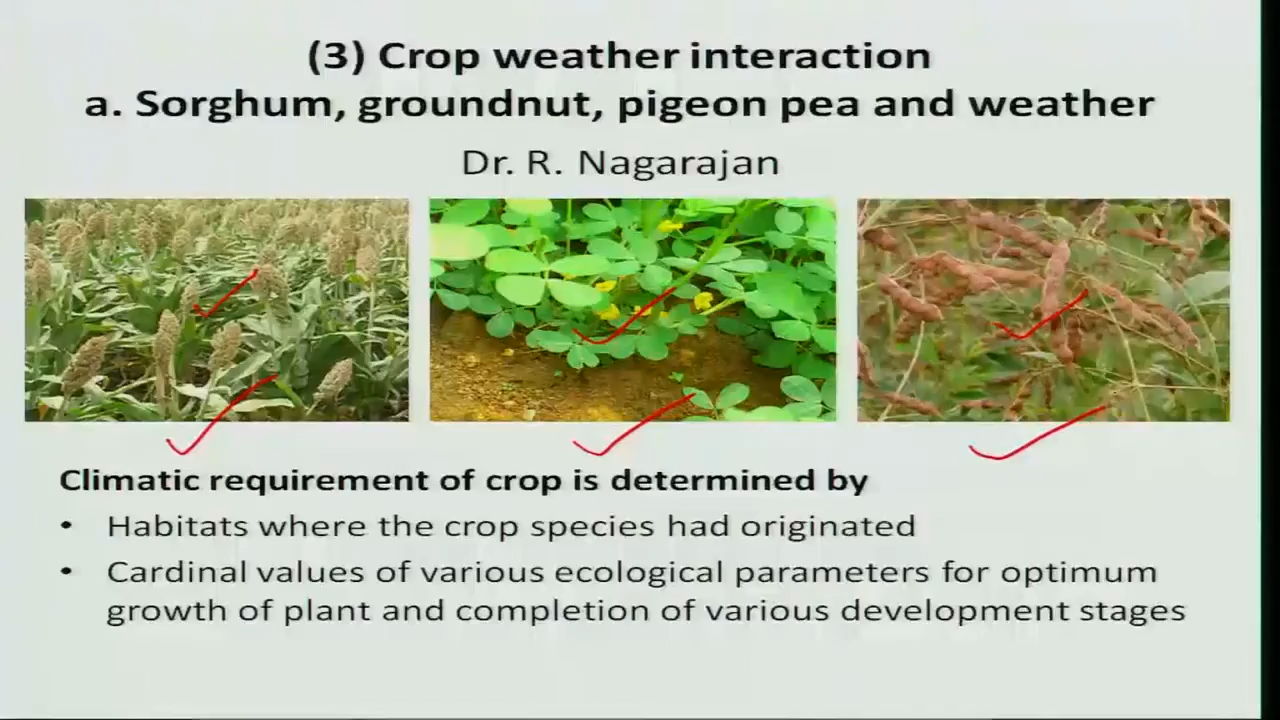 (3) Crop weather interaction
a. Sorghum, groundnut, pigeon pea and weather
Dr. R. Nagarajan
Climatic requirement of crop is determined by
• Habitats where the crop species had originated
• Cardinal values of various ecological parameters for optimum
growth of plant and completion of various development stages